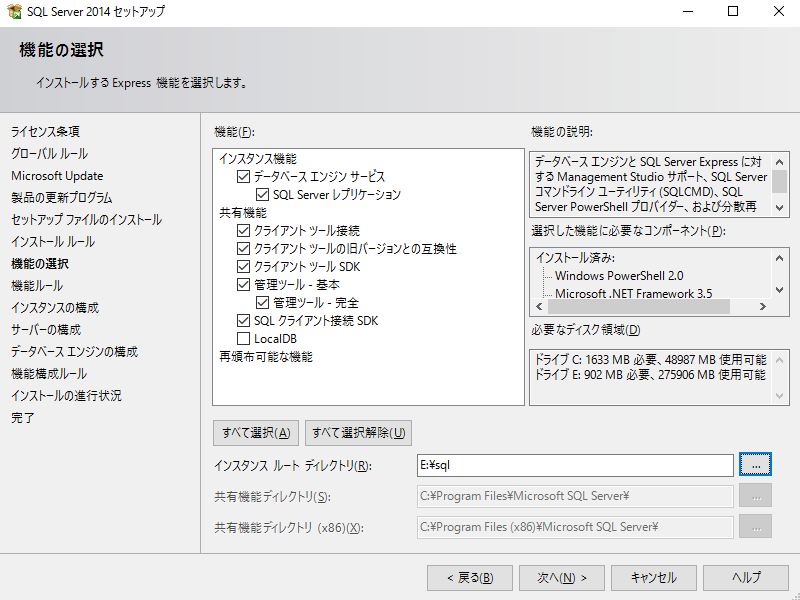 SQL Server 2014 セットアップ
機能の選択
インストールする Express 機能を選択します。
ライセンス条項
グローバル ルール
Microsoft Update
製品の更新プログラム
セットアップ ファイルのインストール
インストール ルール
機能の選択
機能ルール
インスタンスの構成
サーバーの構成
データベース エンジンの構成
機能構成ルール
インストールの進行状況
完了
機能(F):
インスタンス機能
データベース エンジン サービス
SQL Server レプリケーション
共有機能
クライアント ツール接続
クライアント ツールの旧バージョンとの互換性
クライアント ツール SDK
管理ツール - 基本
管理ツール - 完全
SQL クライアント接続 SDK
LocalDB
再頒布可能な機能
機能の説明:
データベース エンジンと SQL Server Express に対
する Management Studio サポート、SQL Server
コマンドライン ユーティリティ (SQLCMD)、SQL
Server PowerShell プロバイダー、および分散再
選択した機能に必要なコンポーネント(P):
インストール済み:
Windows PowerShell 2.0
Microsoft .NET Framework 3.5
必要なディスク領域(D)
ドライブ C: 1633 MB 必要、48987 MB 使用可能
ドライブ E: 902 MB 必要、275906 MB 使用可能
すべて選択(A)
すべて選択解除(U)
インスタンス ルート ディレクトリ(R):
E:¥sql
...
共有機能ディレクトリ(S):
C:¥Program Files¥Microsoft SQL Server¥
...
共有機能ディレクトリ (x86)(X):
C:¥Program Files (x86)¥Microsoft SQL Server¥
...
< 戻る(B)
次へ(N) >
キャンセル
ヘルプ